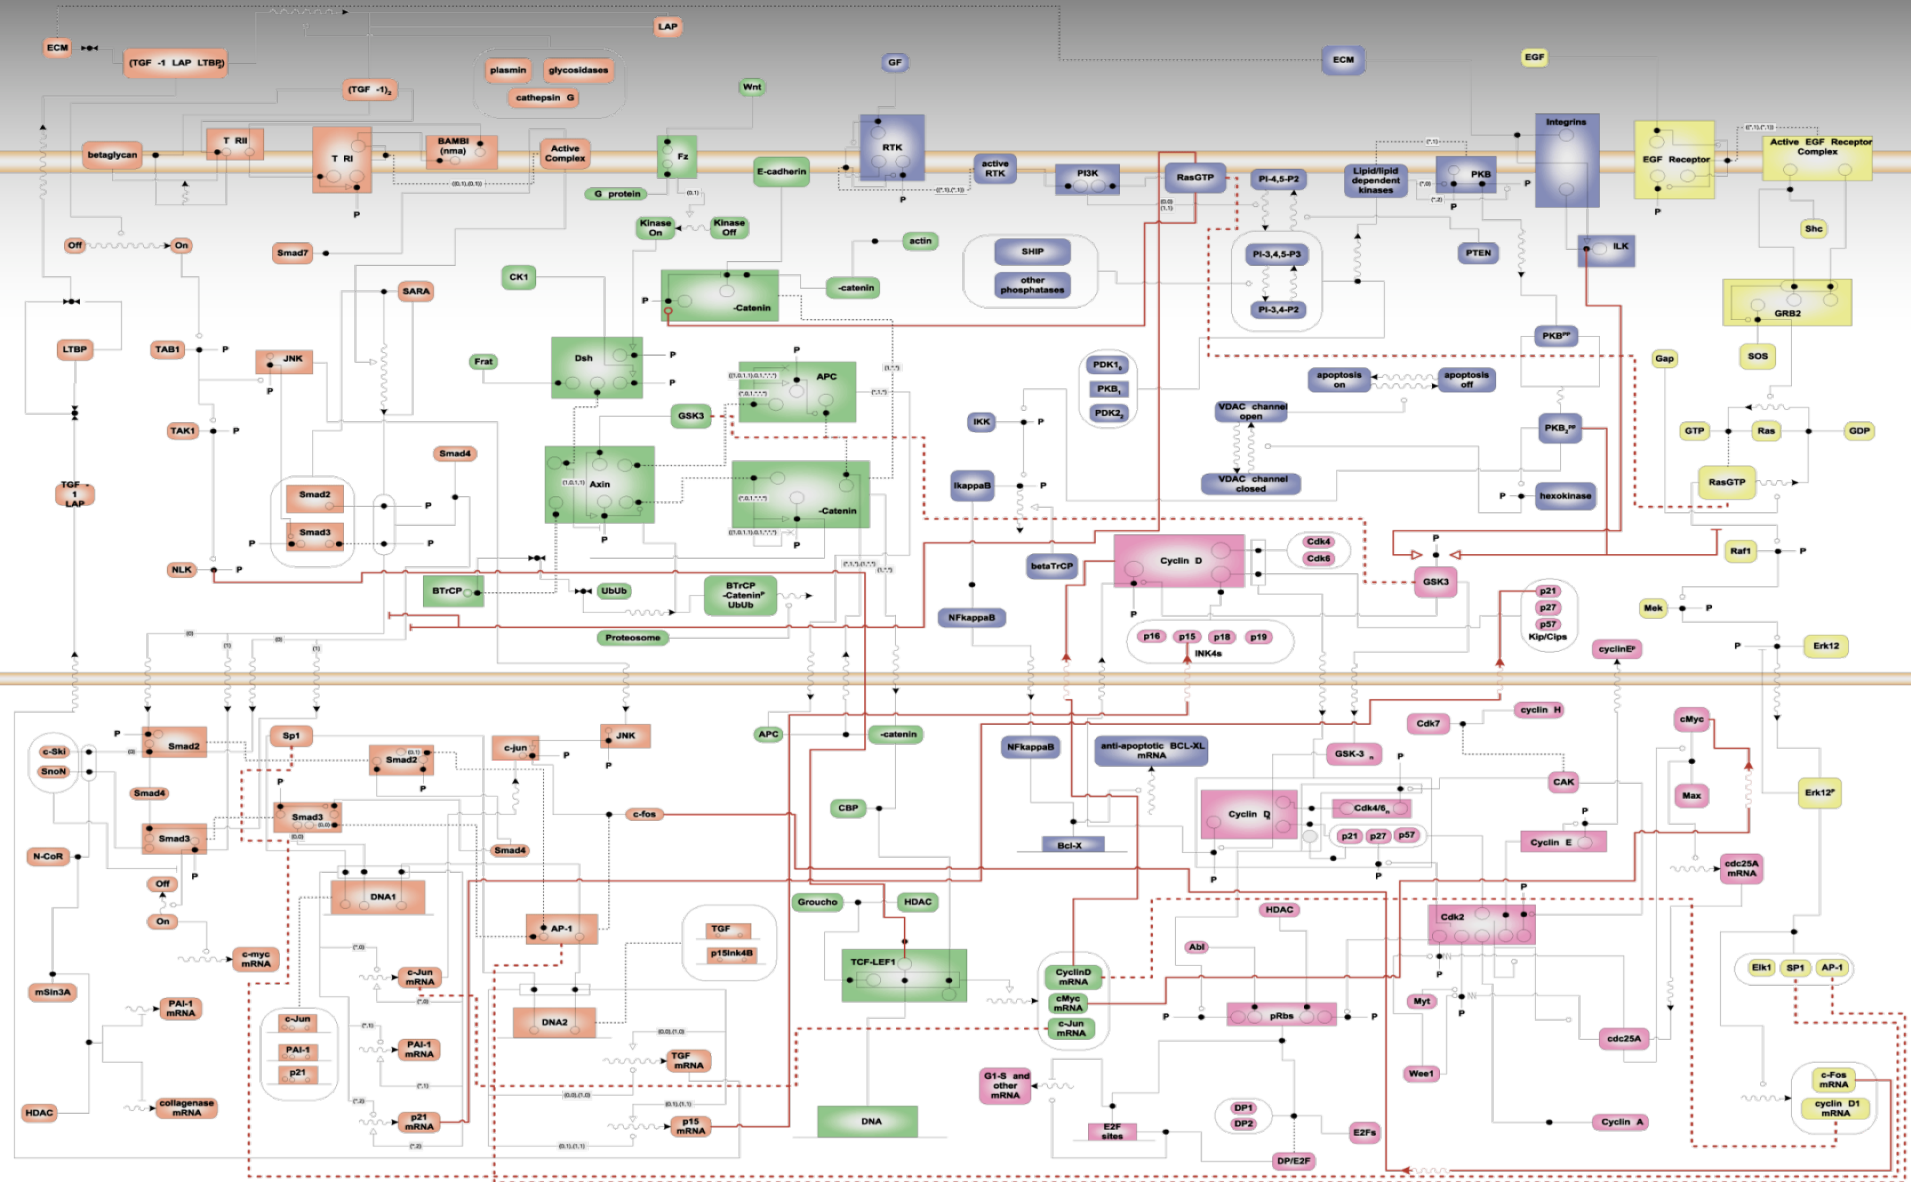 LAP
ECM
(TGF -1 LAP LTBP)
plasmin
glycosidases
cathepsin G
(TGF -1)₂
GF
ECM
EGF
Wnt
betaglycan
T RII
T RI
BAMBI
(nma)
Active
Complex
Fz
E-cadherin
RTK
active
RTK
PI3K
RasGTP
PI-4,5-P2
Lipid/lipid
dependent
kinases
PKB
Integrins
EGF Receptor
Active EGF Receptor
Complex
G protein
P
P
P
Off
On
Smad7
Kinase
On
Kinase
Off
actin
SHIP
other
phosphatases
PI-3,4,5-P3
PI-3,4-P2
PTEN
ILK
Shc
SARA
CK1
P
-Catenin
-catenin
GRB2
LTBP
TAB1
P
JNK
P
Frat
Dsh
P
P
P
APC
PDK1
PKB
PDK2
apoptosis
on
apoptosis
off
PKBᴾᴾ
Gap
SOS
GSK3
IKK
P
VDAC channel
open
VDAC channel
closed
PKB₂ᴾᴾ
GTP
Ras
GDP
TAK1
P
Smad4
Axin
P
-Catenin
P
IkappaB
P
P
hexokinase
RasGTP
TGF -
1
LAP
Smad2
P
P
Smad3
P
NLK
P
BTrCP
UbUb
BTrCP
-Cateninᴾ
UbUb
Proteosome
betaTrCP
NFkappaB
Cyclin D
P
Cdk4
Cdk6
P
GSK3
p21
p27
p57
Kip/Cips
Raf1
P
Mek
P
p16
p15
p18
p19
INK4s
cyclinEᴾ
P
Erk12
P
Smad2
Sp1
c-Ski
SnoN
Smad4
Smad3
P
N-CoR
Off
On
c-myc
mRNA
Smad2
P
P
Smad3
Smad4
c-jun
P
JNK
P
c-fos
APC
-catenin
CBP
NFkappaB
anti-apoptotic BCL-XL
mRNA
Bcl-X
GSK-3
Cdk7
cyclin H
CAK
cMyc
Max
Erk12ᴾ
P
Cyclin D
Cdk4/6
p21
p27
p57
P
P
P
Cyclin E
cdc25A
mRNA
DNA1
AP-1
TGF
p15Ink4B
Groucho
HDAC
TCF-LEF1
CyclinD
mRNA
cMyc
mRNA
c-Jun
mRNA
HDAC
Abl
P
Cdk2
P
Elk1
SP1
AP-1
mSin3A
PAI-1
mRNA
c-Jun
mRNA
c-Jun
PAI-1
p21
DNA2
PAI-1
mRNA
TGF
mRNA
P
pRbs
P
Myt
P
cdc25A
Wee1
G1-S and
other
mRNA
c-Fos
mRNA
cyclin D1
mRNA
HDAC
collagenase
mRNA
p21
mRNA
p15
mRNA
DNA
E2F
sites
DP1
DP2
E2Fs
DP/E2F
Cyclin A